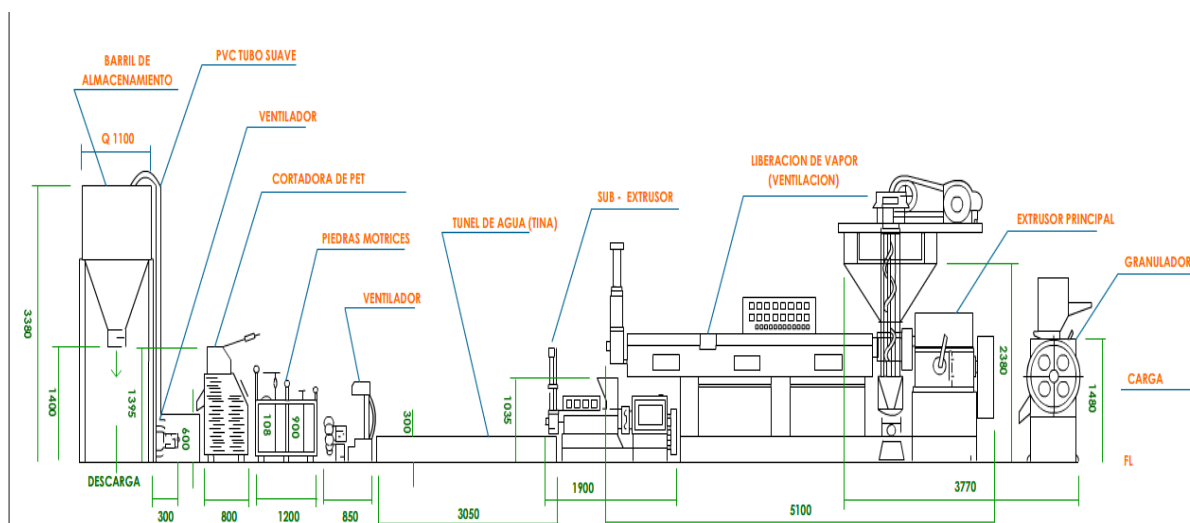 BARRIL DE
ALMACENAMIENTO
PVC TUBO SUAVE
VENTILADOR
Q 1100
CORTADORA DE PET
LIBERACION DE VAPOR
(VENTILACION)
SUB - EXTRUSOR
TUNEL DE AGUA (TINA)
EXTRUSOR PRINCIPAL
PIEDRAS MOTRICES
GRANULADOR
VENTILADOR
3380
1400
1395
600
108
900
300
1035
2380
1480
CARGA
FL
DESCARGA
300
800
1200
850
3050
1900
5100
3770